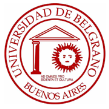 UNIVERSIDAD DE BELGRANO
BUENOS AIRES